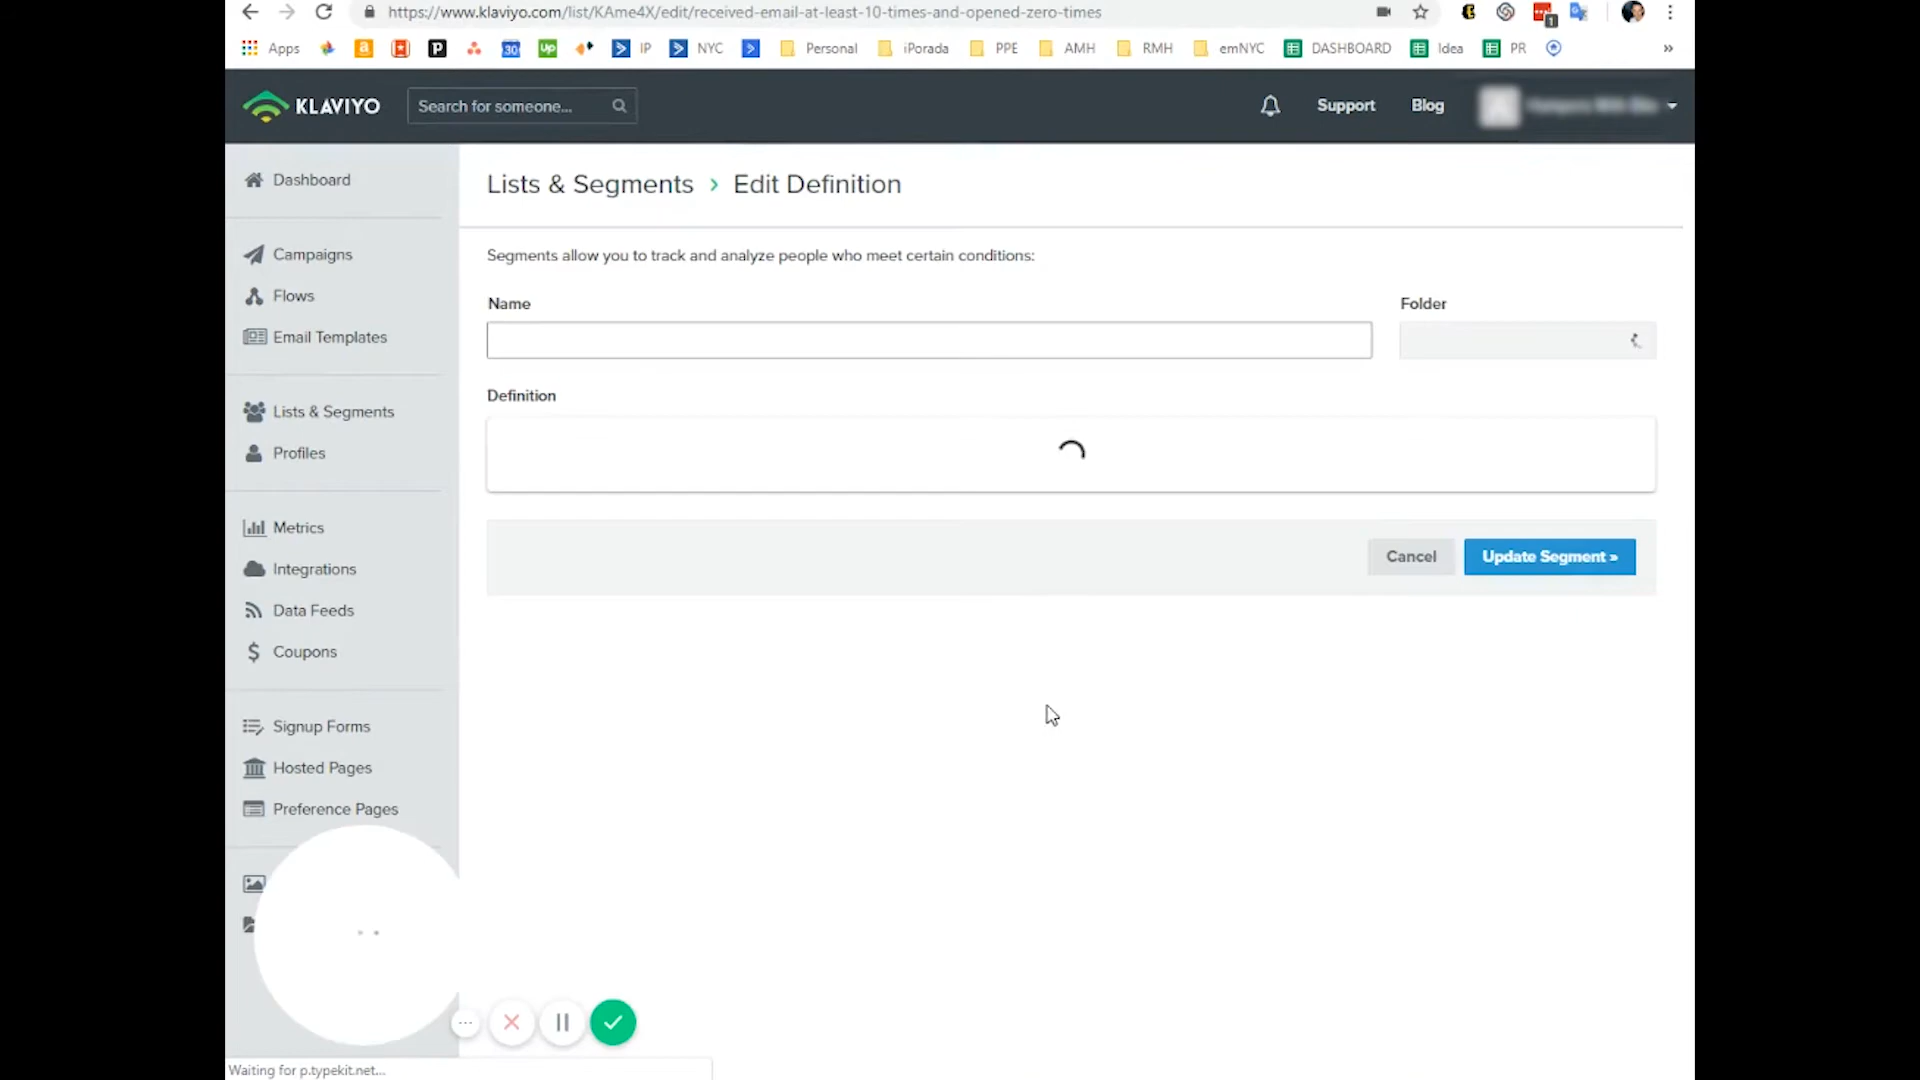 https://www.klaviyo.com/list/KAme4X/edit/received-email-at-least-10-times-and-opened-zero-times
Apps 30 up IP NYC Personal iPorada PPE AMH RMH emNYC DASHBOARD Idea PR »
KLAVIYO Search for someone... Support Blog
Dashboard
Campaigns
Flows
Email Templates
Lists & Segments
Profiles
Metrics
Integrations
Data Feeds
Coupons
Signup Forms
Hosted Pages
Preference Pages
Lists & Segments › Edit Definition
Segments allow you to track and analyze people who meet certain conditions:
Name Folder
Definition
Cancel Update Segment »
Waiting for p.typekit.net...